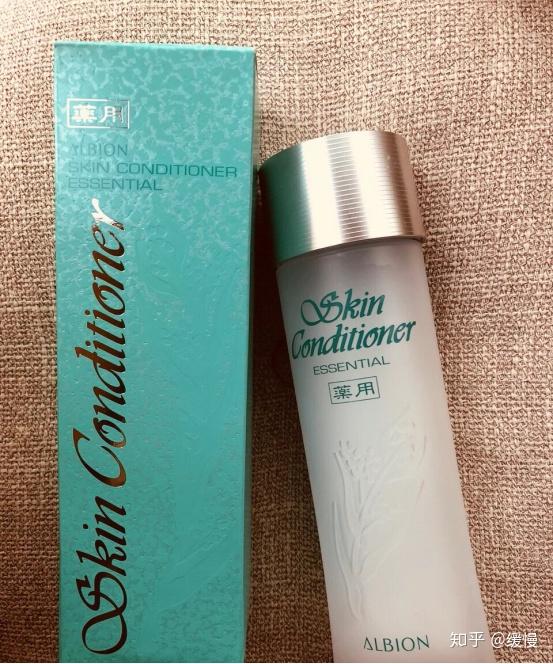 薬用
ALBION
SKIN CONDITIONER
ESSENTIAL
Skin Conditioner
Skin
Conditioner
ESSENTIAL
薬用
ALBION
知乎 @缓慢